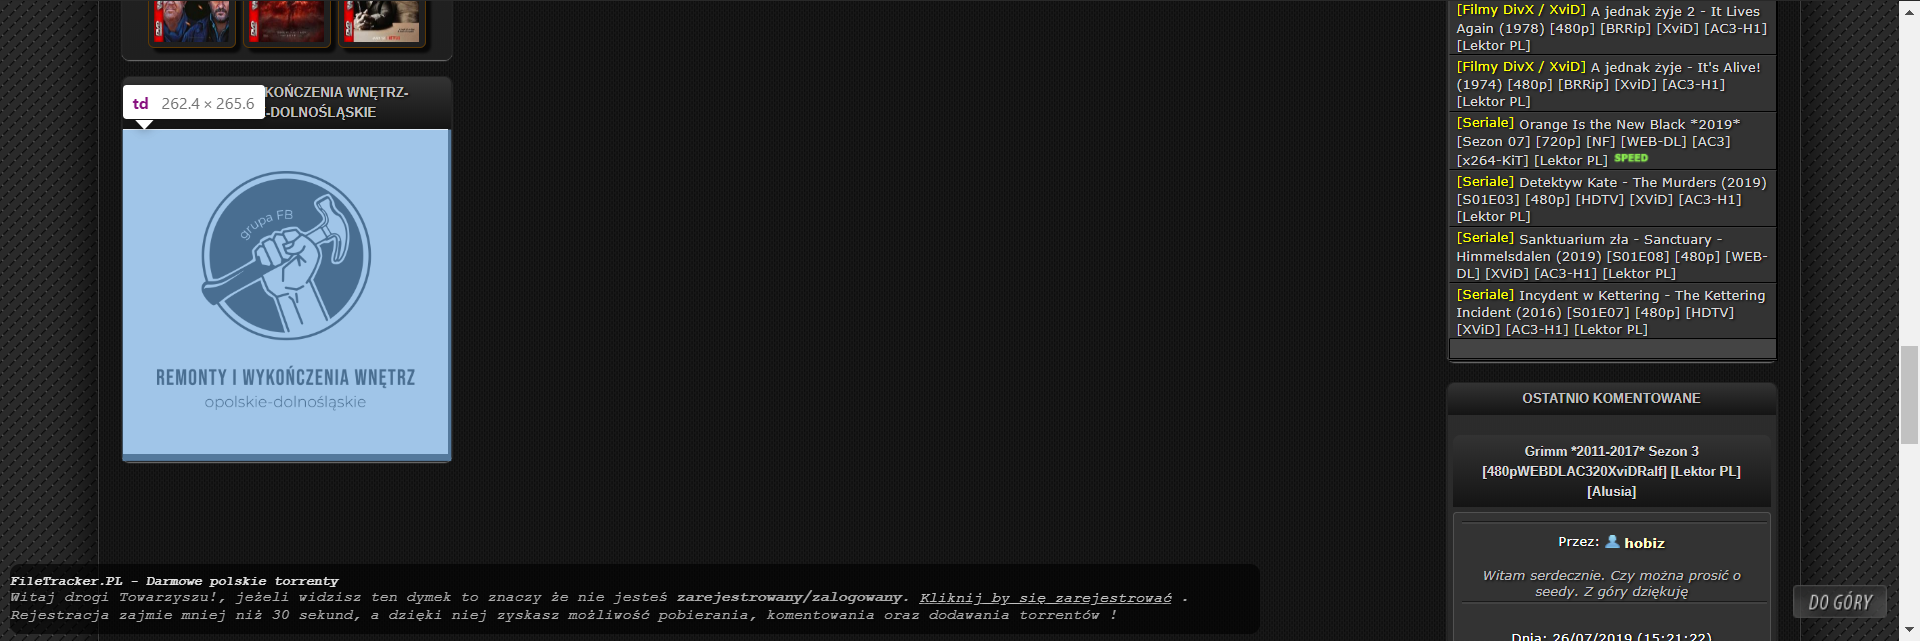 KOŃCZENIA WNĘTRZ-
-DOLNOŚLĄSKIE
td 262.4 × 265.6
grupa FB
REMONTY I WYKOŃCZENIA WNĘTRZ
opolskie-dolnośląskie
[Filmy DivX / XviD] A jednak żyje 2 - It Lives
Again (1978) [480p] [BRRip] [XviD] [AC3-H1]
[Lektor PL]
[Filmy DivX / XviD] A jednak żyje - It's Alive!
(1974) [480p] [BRRip] [XviD] [AC3-H1]
[Lektor PL]
[Seriale] Orange Is the New Black *2019*
[Sezon 07] [720p] [NF] [WEB-DL] [AC3]
[x264-KiT] [Lektor PL] SPEED
[Seriale] Detektyw Kate - The Murders (2019)
[S01E03] [480p] [HDTV] [XViD] [AC3-H1]
[Lektor PL]
[Seriale] Sanktuarium zła - Sanctuary -
Himmelsdalen (2019) [S01E08] [480p] [WEB-
DL] [XViD] [AC3-H1] [Lektor PL]
[Seriale] Incydent w Kettering - The Kettering
Incident (2016) [S01E07] [480p] [HDTV]
[XViD] [AC3-H1] [Lektor PL]
OSTATNIO KOMENTOWANE
Grimm *2011-2017* Sezon 3
[480pWEBDLAC320XviDRalf] [Lektor PL]
[Alusia]
Przez: hobiz
Witam serdecznie. Czy można prosić o
seedy. Z góry dziękuję
Dnia: 26/07/2019 (15:21:22)
FileTracker.PL - Darmowe polskie torrenty
Witaj drogi Towarzyszu!, jeżeli widzisz ten dymek to znaczy że nie jesteś zarejestrowany/zalogowany. Kliknij by się zarejestrować .
Rejestracja zajmie mniej niż 30 sekund, a dzięki niej zyskasz możliwość pobierania, komentowania oraz dodawania torrentów !
DO GÓRY